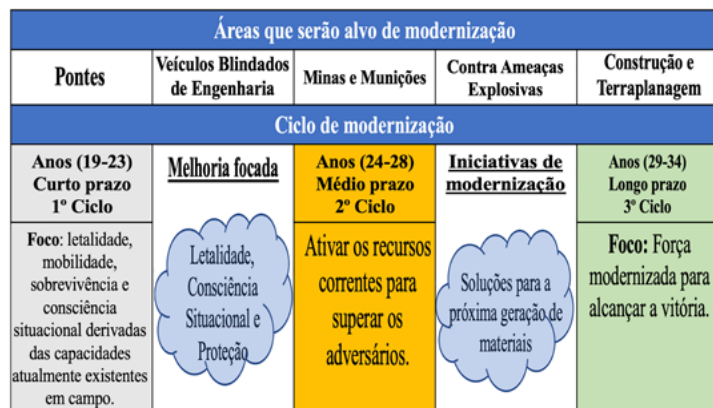 Áreas que serão alvo de modernização
Pontes
Veículos Blindados
de Engenharia
Minas e Munições
Contra Ameaças
Explosivas
Construção e
Terraplanagem
Ciclo de modernização
Anos (19-23)
Curto prazo
1º Ciclo
Foco: letalidade,
mobilidade,
sobrevivência e
consciência
situacional derivadas
das capacidades
atualmente existentes
em campo.
Melhoria focada
Letalidade,
Consciência
Situacional e
Proteção
Anos (24-28)
Médio prazo
2º Ciclo
Ativar os recursos
correntes para
superar os
adversários.
Iniciativas de
modernização
Soluções para a
próxima geração de
materiais
Anos (29-34)
Longo prazo
3º Ciclo
Foco: Força
modernizada para
alcançar a vitória.